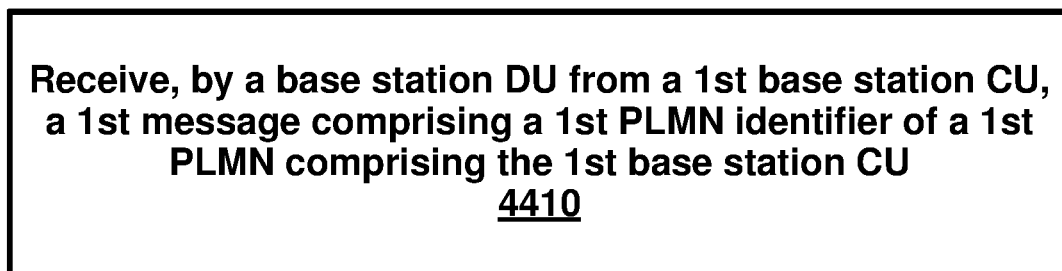 Receive, by a base station DU from a 1st base station CU,
a 1st message comprising a 1st PLMN identifier of a 1st
PLMN comprising the 1st base station CU
4410